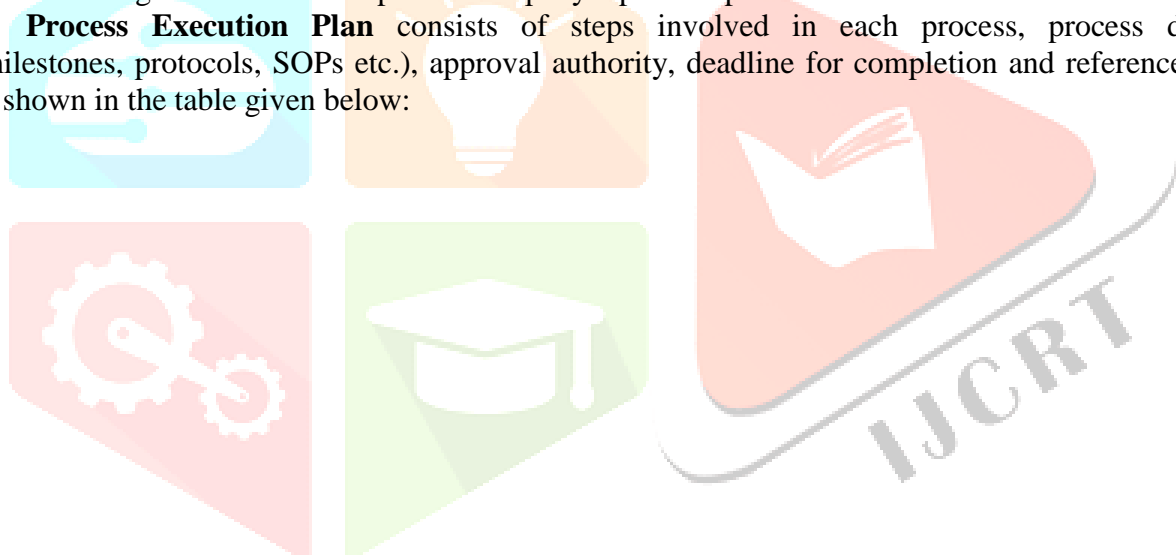 Process Execution Plan consists of steps involved in each process, process
milestones, protocols, SOPs etc.), approval authority, deadline for completion and reference
shown in the table given below:
IJCRT